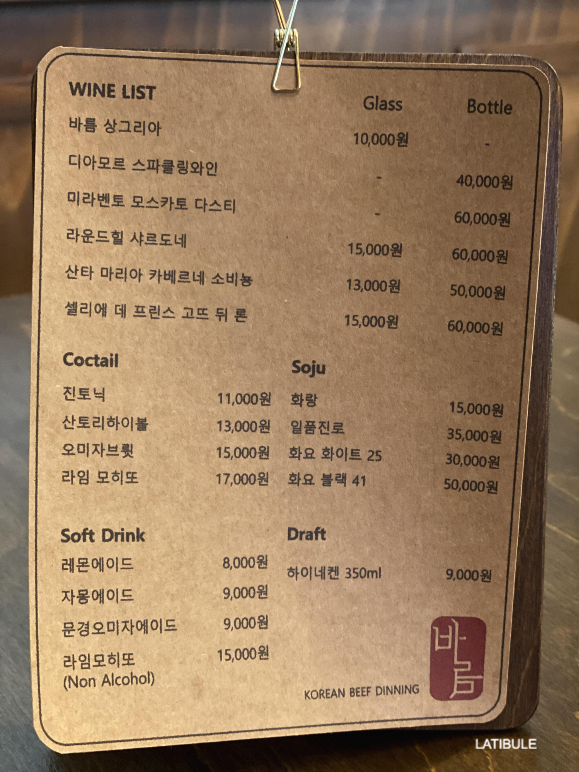 WINE LIST Glass Bottle
바름 상그리아 10,000원 -
디아모르 스파클링와인 - 40,000원
미라벤토 모스카토 다스티 - 60,000원
라운드힐 샤르도네 15,000원 60,000원
산타 마리아 카베르네 소비뇽 13,000원 50,000원
셀리에 데 프린스 고뜨 뒤 론 15,000원 60,000원
Coctail
진토닉 11,000원
산토리하이볼 13,000원
오미자브륏 15,000원
라임 모히또 17,000원
Soju
화랑 15,000원
일품진로 35,000원
화요 화이트 25 30,000원
화요 블랙 41 50,000원
Soft Drink
레몬에이드 8,000원
자몽에이드 9,000원
문경오미자에이드 9,000원
라임모히또 15,000원
(Non Alcohol)
Draft
하이네켄 350ml 9,000원
KOREAN BEEF DINNING
바름
LATIBULE